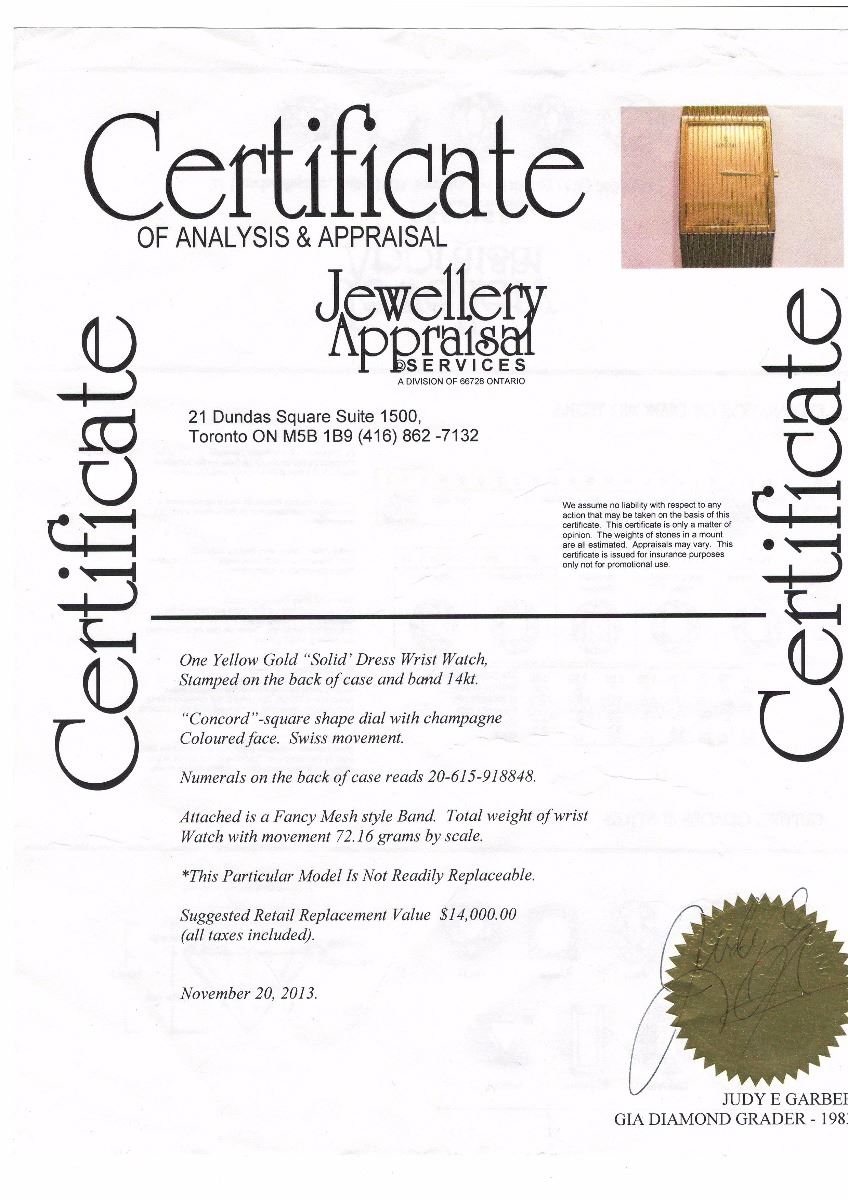 Certificate
OF ANALYSIS & APPRAISAL
Jewellery
Appraisal
SERVICES
A DIVISION OF 66728 ONTARIO
Certificate
Certificate
21 Dundas Square Suite 1500,
Toronto ON M5B 1B9 (416) 862 -7132
We assume no liability with respect to any
action that may be taken on the basis of this
certificate. This certificate is only a matter of
opinion. The weights of stones in a mount
are all estimated. Appraisals may vary. This
certificate is issued for insurance purposes
only not for promotional use.
One Yellow Gold “Solid’ Dress Wrist Watch,
Stamped on the back of case and band 14kt.
“Concord”-square shape dial with champagne
Coloured face. Swiss movement.
Numerals on the back of case reads 20-615-918848.
Attached is a Fancy Mesh style Band. Total weight of wrist
Watch with movement 72.16 grams by scale.
*This Particular Model Is Not Readily Replaceable.
Suggested Retail Replacement Value $14,000.00
(all taxes included).
November 20, 2013.
JUDY E GARBE
GIA DIAMOND GRADER - 198